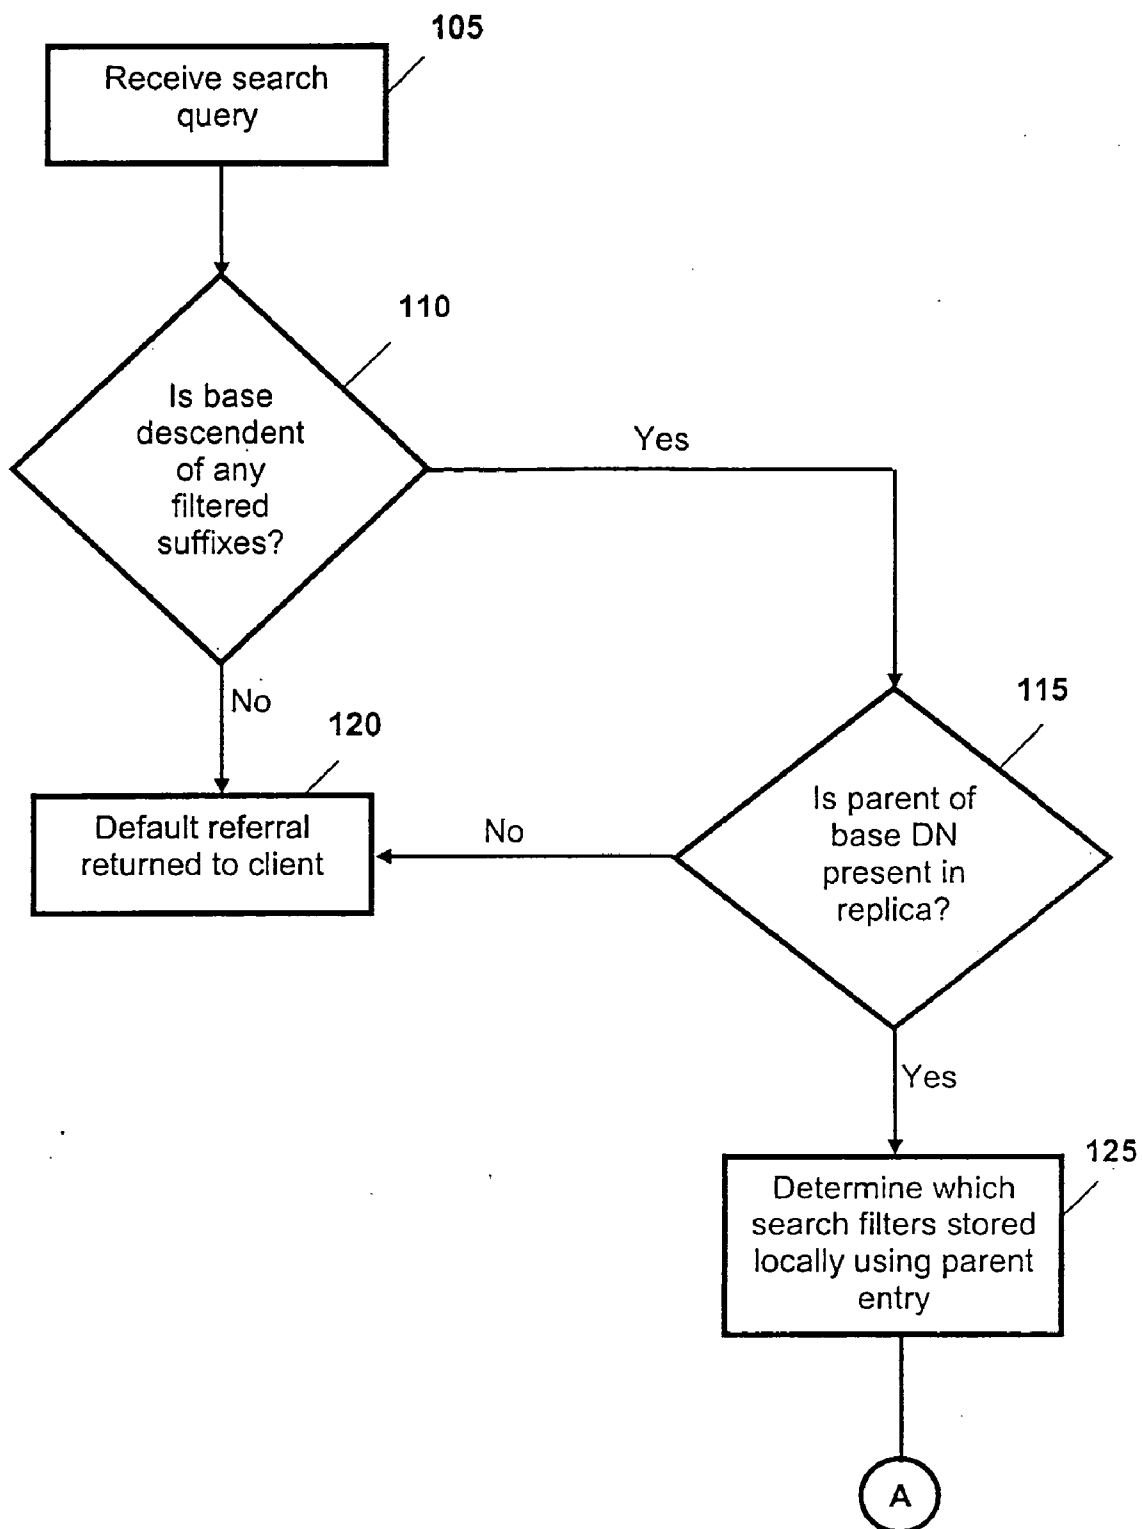 105
Receive search
query
110
Is base
descendent
of any
filtered
suffixes?
Yes
No
115
120
Is parent of
base DN
present in
replica?
Default referral
returned to client
No
Yes
125
Determine which
search filters stored
locally using parent
entry
A